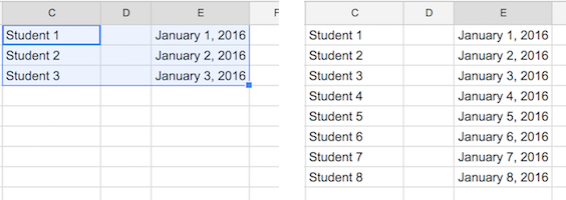 C D E F
Student 1 January 1, 2016
Student 2 January 2, 2016
Student 3 January 3, 2016
C D E
Student 1 January 1, 2016
Student 2 January 2, 2016
Student 3 January 3, 2016
Student 4 January 4, 2016
Student 5 January 5, 2016
Student 6 January 6, 2016
Student 7 January 7, 2016
Student 8 January 8, 2016